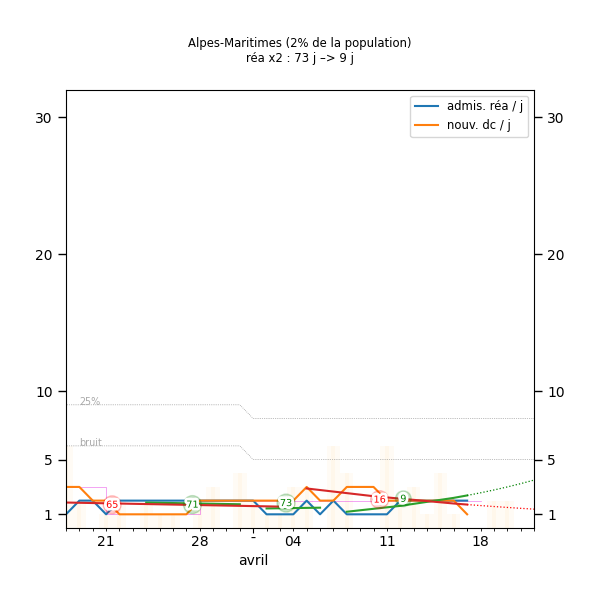 Alpes-Maritimes (2% de la population)
réa x2 : 73 j –> 9 j
admis. réa / j
nouv. dc / j
30 30
20 20
10 10
25%
bruit
5 5
65 71 73 16 9
1 1
21 28 04 11 18
avril